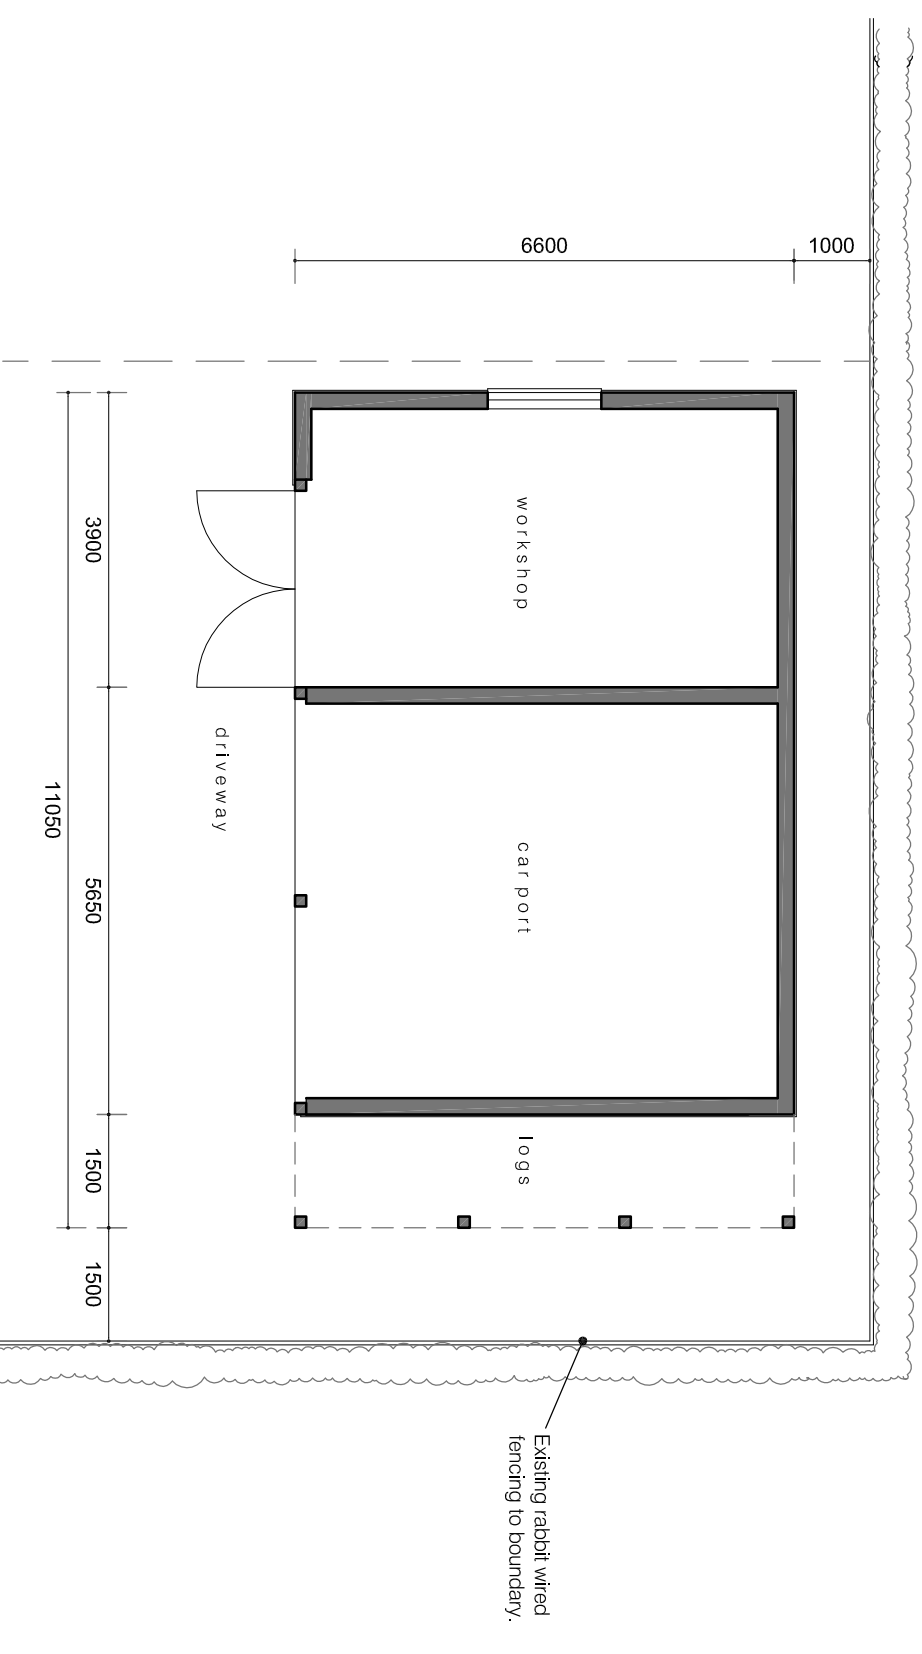 6600
1000
3900
workshop
driveway
11050
car port
5650
logs
1500
1500
Existing rabbit wired
fencing to boundary.